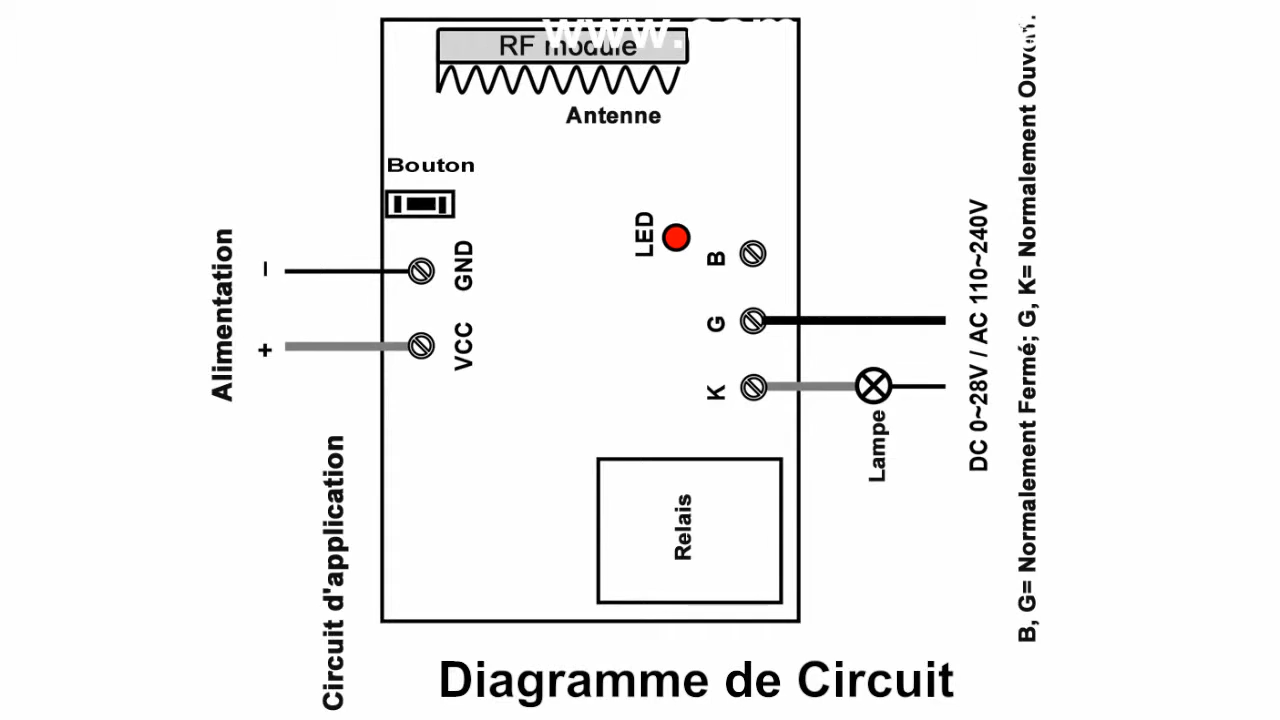 RF module
Antenne
Bouton
LED
Alimentation
–
+
GND
VCC
B
G
K
Lampe
DC 0~28V / AC 110~240V
B, G= Normalement Fermé; G, K= Normalement Ouvert.
Relais
Circuit d'application
Diagramme de Circuit